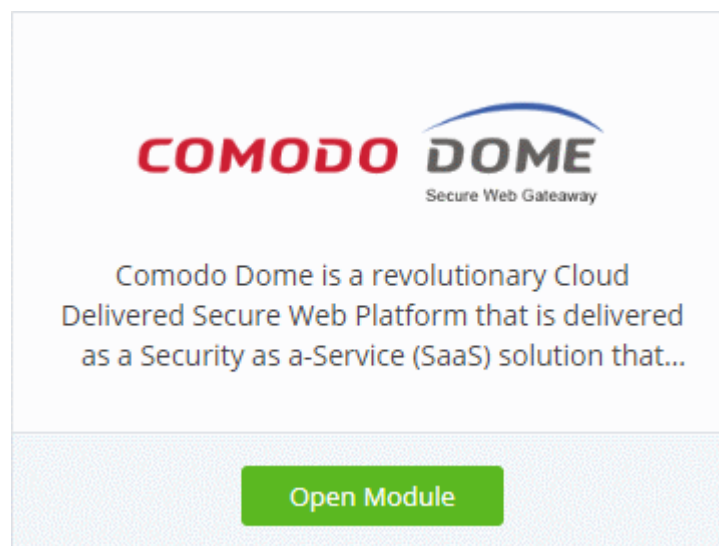 COMODO DOME
Secure Web Gateaway
Comodo Dome is a revolutionary Cloud
Delivered Secure Web Platform that is delivered
as a Security as a-Service (SaaS) solution that...
Open Module